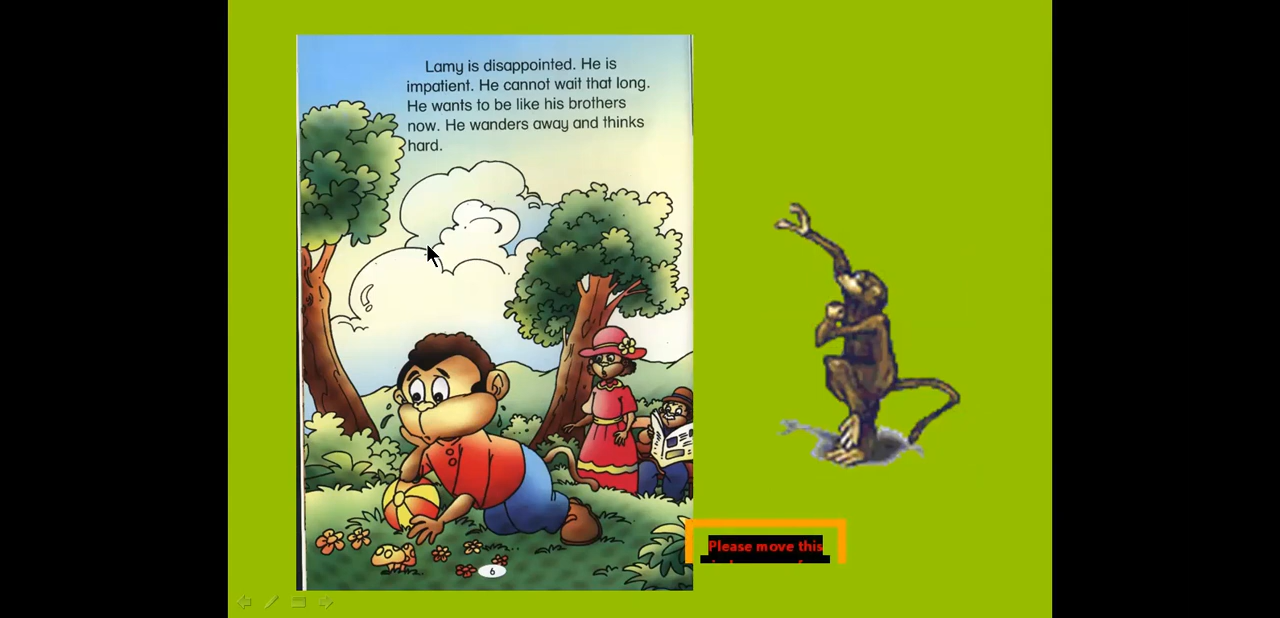 Lamy is disappointed. He is
impatient. He cannot wait that long.
He wants to be like his brothers
now. He wanders away and thinks
hard.
6
Please move this